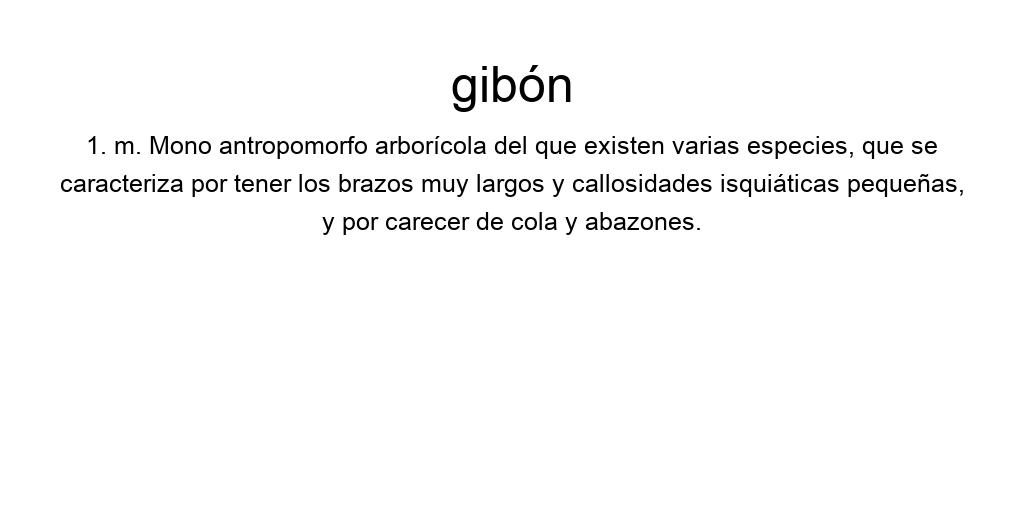 gibón
1. m. Mono antropomorfo arborícola del que existen varias especies, que se
caracteriza por tener los brazos muy largos y callosidades isquiáticas pequeñas,
y por carecer de cola y abazones.